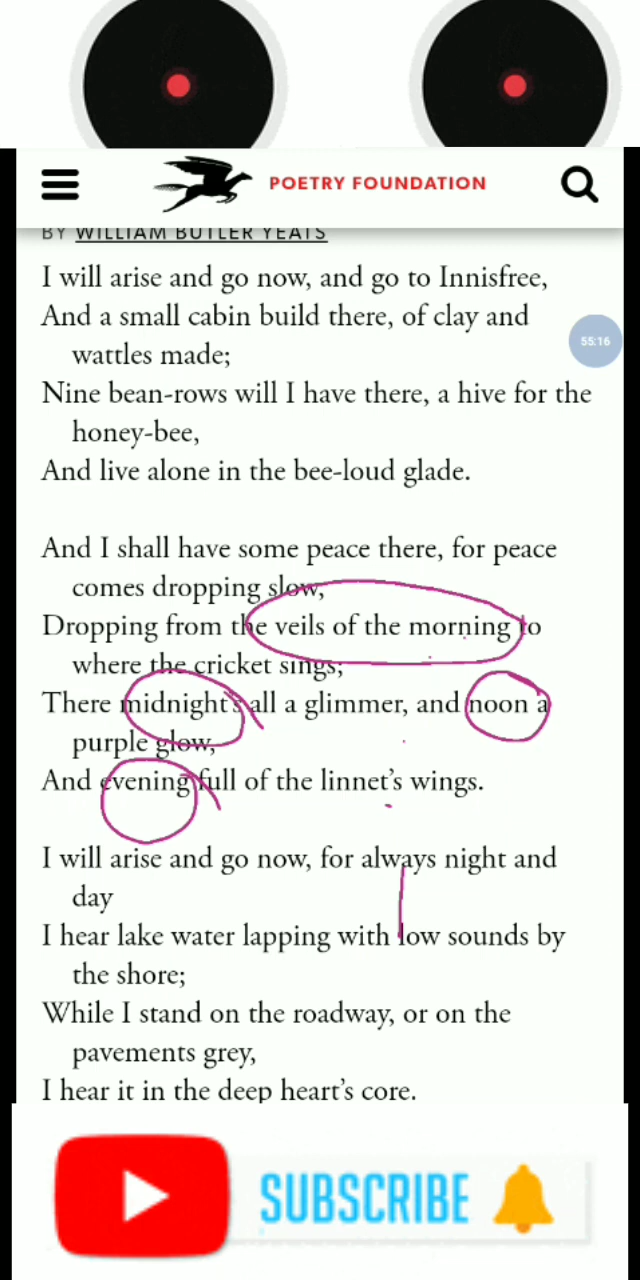 POETRY FOUNDATION
BY WILLIAM BUTLER YEATS
I will arise and go now, and go to Innisfree,
And a small cabin build there, of clay and
wattles made;
55:16
Nine bean-rows will I have there, a hive for the
honey-bee,
And live alone in the bee-loud glade.
And I shall have some peace there, for peace
comes dropping slow,
Dropping from the veils of the morning to
where the cricket sings;
There midnight's all a glimmer, and noon a
purple glow,
And evening full of the linnet's wings.
I will arise and go now, for always night and
day
I hear lake water lapping with low sounds by
the shore;
While I stand on the roadway, or on the
pavements grey,
I hear it in the deep heart's core.
SUBSCRIBE